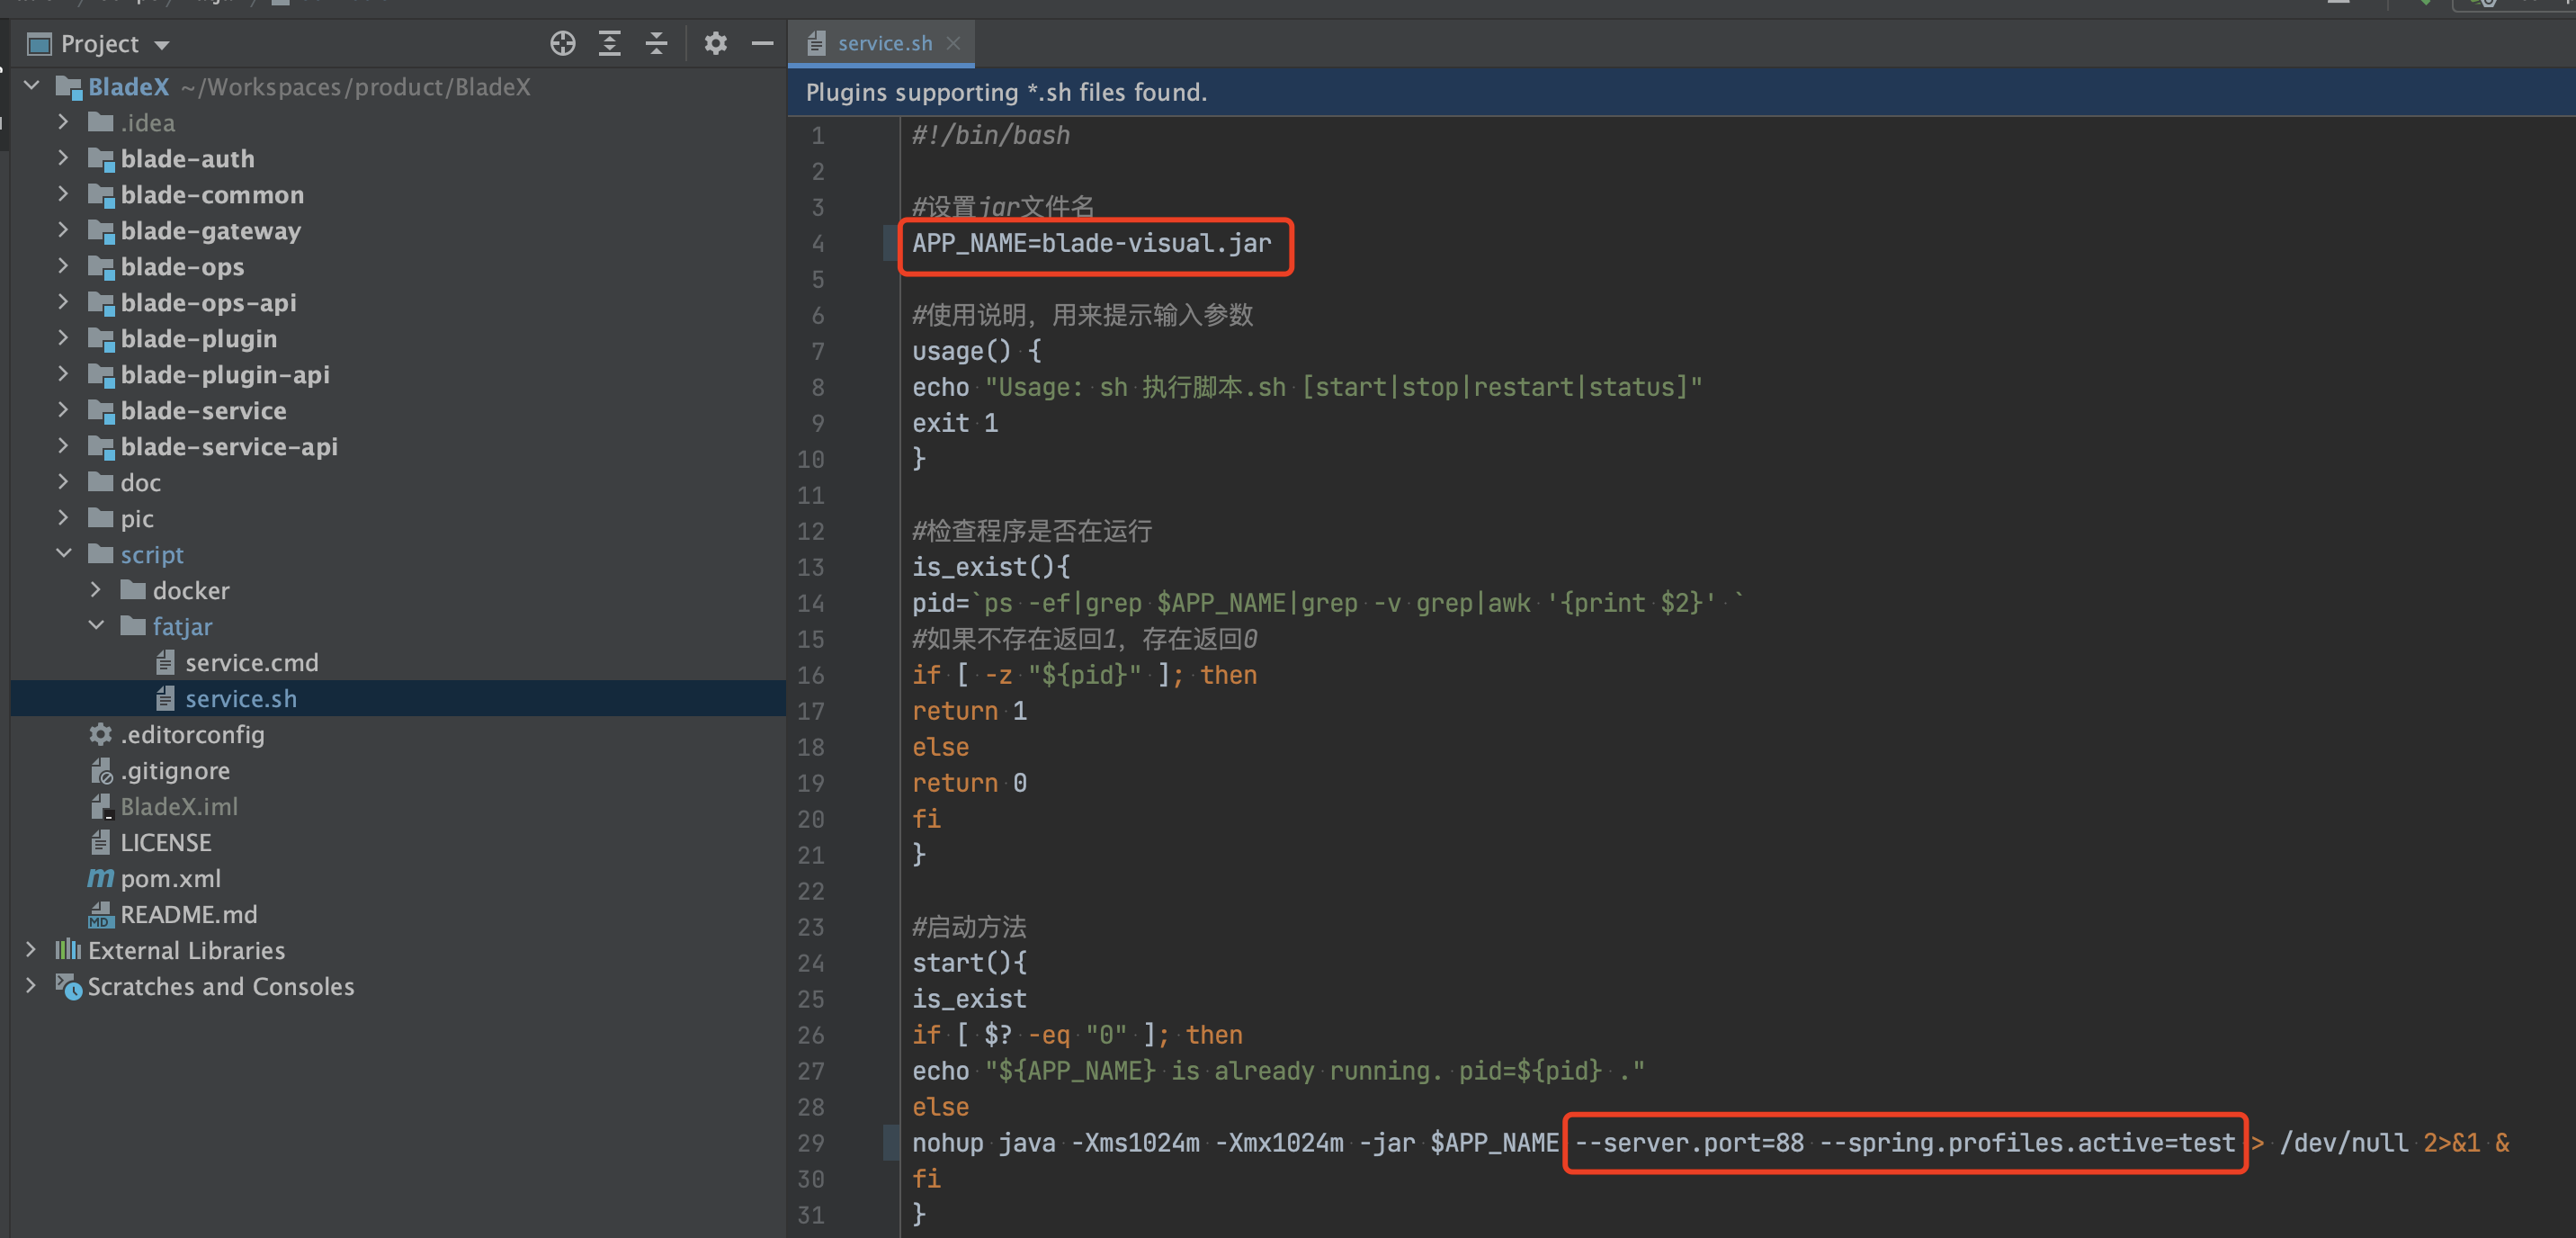 Project
BladeX ~/Workspaces/product/BladeX
.idea
blade-auth
blade-common
blade-gateway
blade-ops
blade-ops-api
blade-plugin
blade-plugin-api
blade-service
blade-service-api
doc
pic
script
docker
fatjar
service.cmd
service.sh
.editorconfig
.gitignore
BladeX.iml
LICENSE
pom.xml
README.md
External Libraries
Scratches and Consoles
service.sh
Plugins supporting *.sh files found.
1 #!/bin/bash
2
3 #设置jar文件名
4 APP_NAME=blade-visual.jar
5
6 #使用说明，用来提示输入参数
7 usage() {
8 echo "Usage: sh 执行脚本.sh [start|stop|restart|status]"
9 exit 1
10 }
11
12 #检查程序是否在运行
13 is_exist(){
14 pid=`ps -ef|grep $APP_NAME|grep -v grep|awk '{print $2}' `
15 #如果不存在返回1，存在返回0
16 if [ -z "${pid}" ]; then
17 return 1
18 else
19 return 0
20 fi
21 }
22
23 #启动方法
24 start(){
25 is_exist
26 if [ $? -eq "0" ]; then
27 echo "${APP_NAME} is already running. pid=${pid} ."
28 else
29 nohup java -Xms1024m -Xmx1024m -jar $APP_NAME --server.port=88 --spring.profiles.active=test > /dev/null 2>&1 &
30 fi
31 }